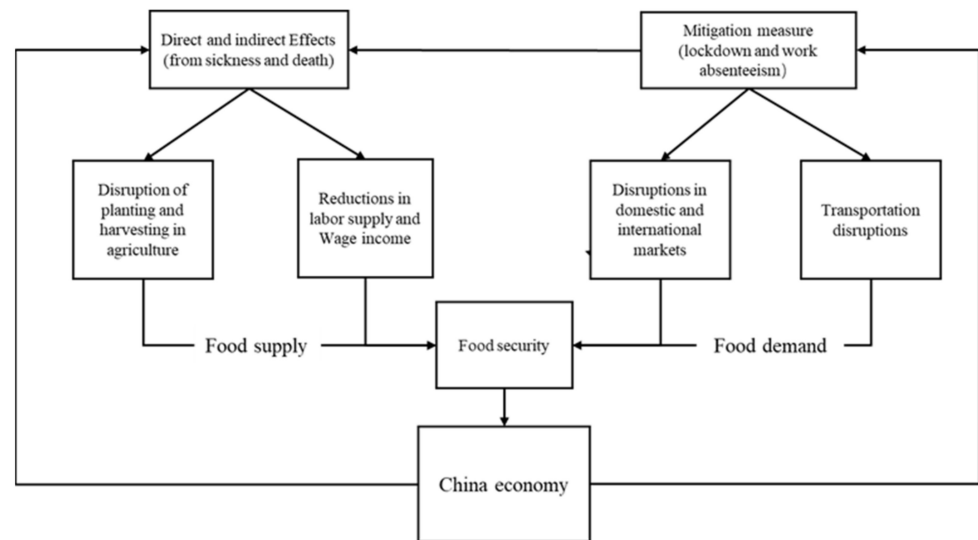 Direct and indirect Effects
(from sickness and death)
Mitigation measure
(lockdown and work
absenteeism)
Disruption of
planting and
harvesting in
agriculture
Reductions in
labor supply and
Wage income
Disruptions in
domestic and
international
markets
Transportation
disruptions
Food supply
Food security
Food demand
China economy